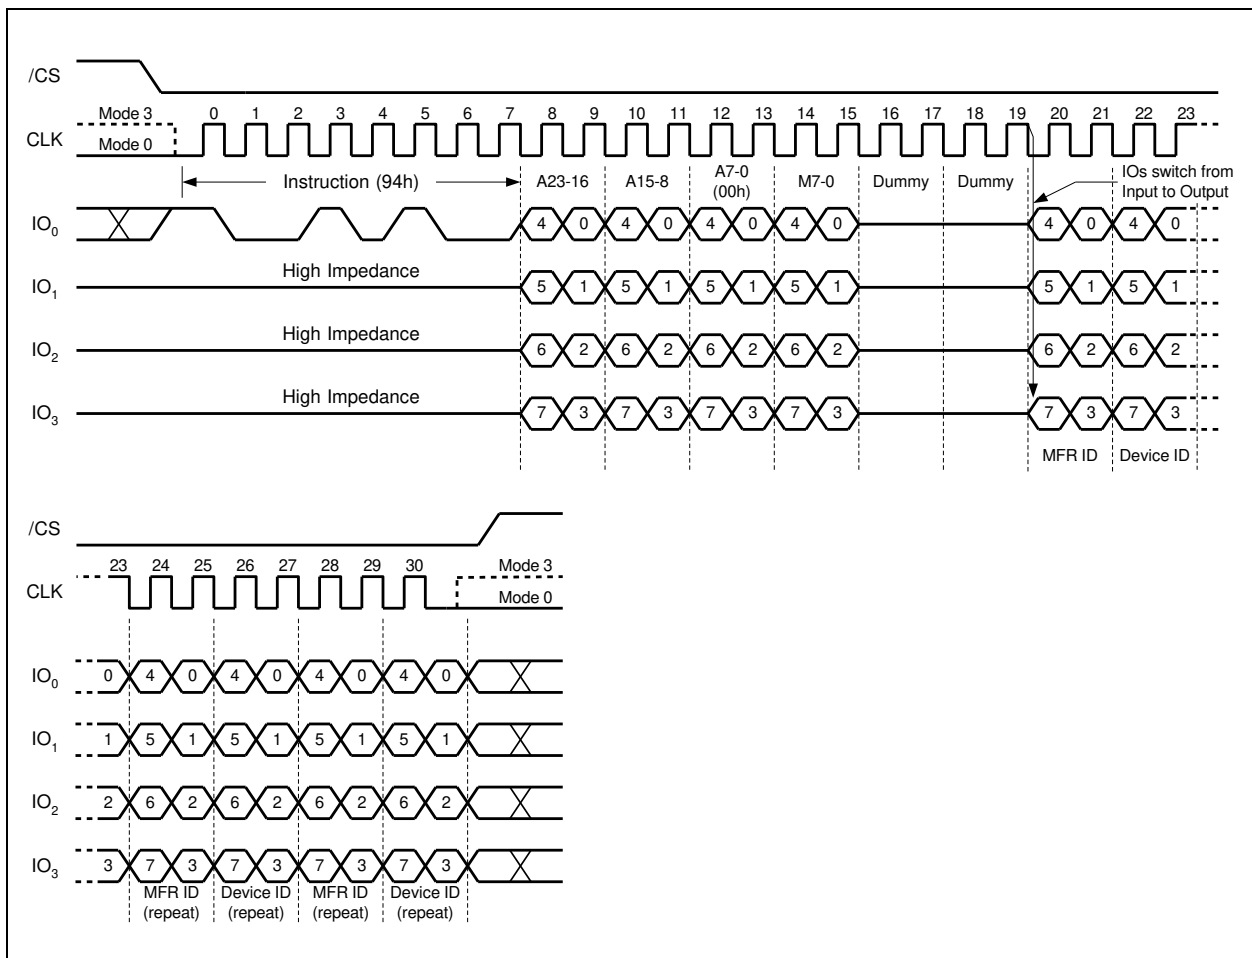 /CS
Mode 3 0 1 2 3 4 5 6 7 8 9 10 11 12 13 14 15 16 17 18 19 20 21 22 23
CLK Mode 0
Instruction (94h) A23-16 A15-8 A7-0 (00h) M7-0 Dummy Dummy IOs switch from Input to Output
IO0 4 0 4 0 4 0 4 0 4 0 4 0
High Impedance
IO1 5 1 5 1 5 1 5 1 5 1 5 1
High Impedance
IO2 6 2 6 2 6 2 6 2 6 2 6 2
High Impedance
IO3 7 3 7 3 7 3 7 3 7 3 7 3
MFR ID Device ID
/CS
23 24 25 26 27 28 29 30 Mode 3
CLK Mode 0
IO0 0 4 0 4 0 4 0 4 0
IO1 1 5 1 5 1 5 1 5 1
IO2 2 6 2 6 2 6 2 6 2
IO3 3 7 3 7 3 7 3 7 3
MFR ID Device ID MFR ID Device ID
(repeat) (repeat) (repeat) (repeat)